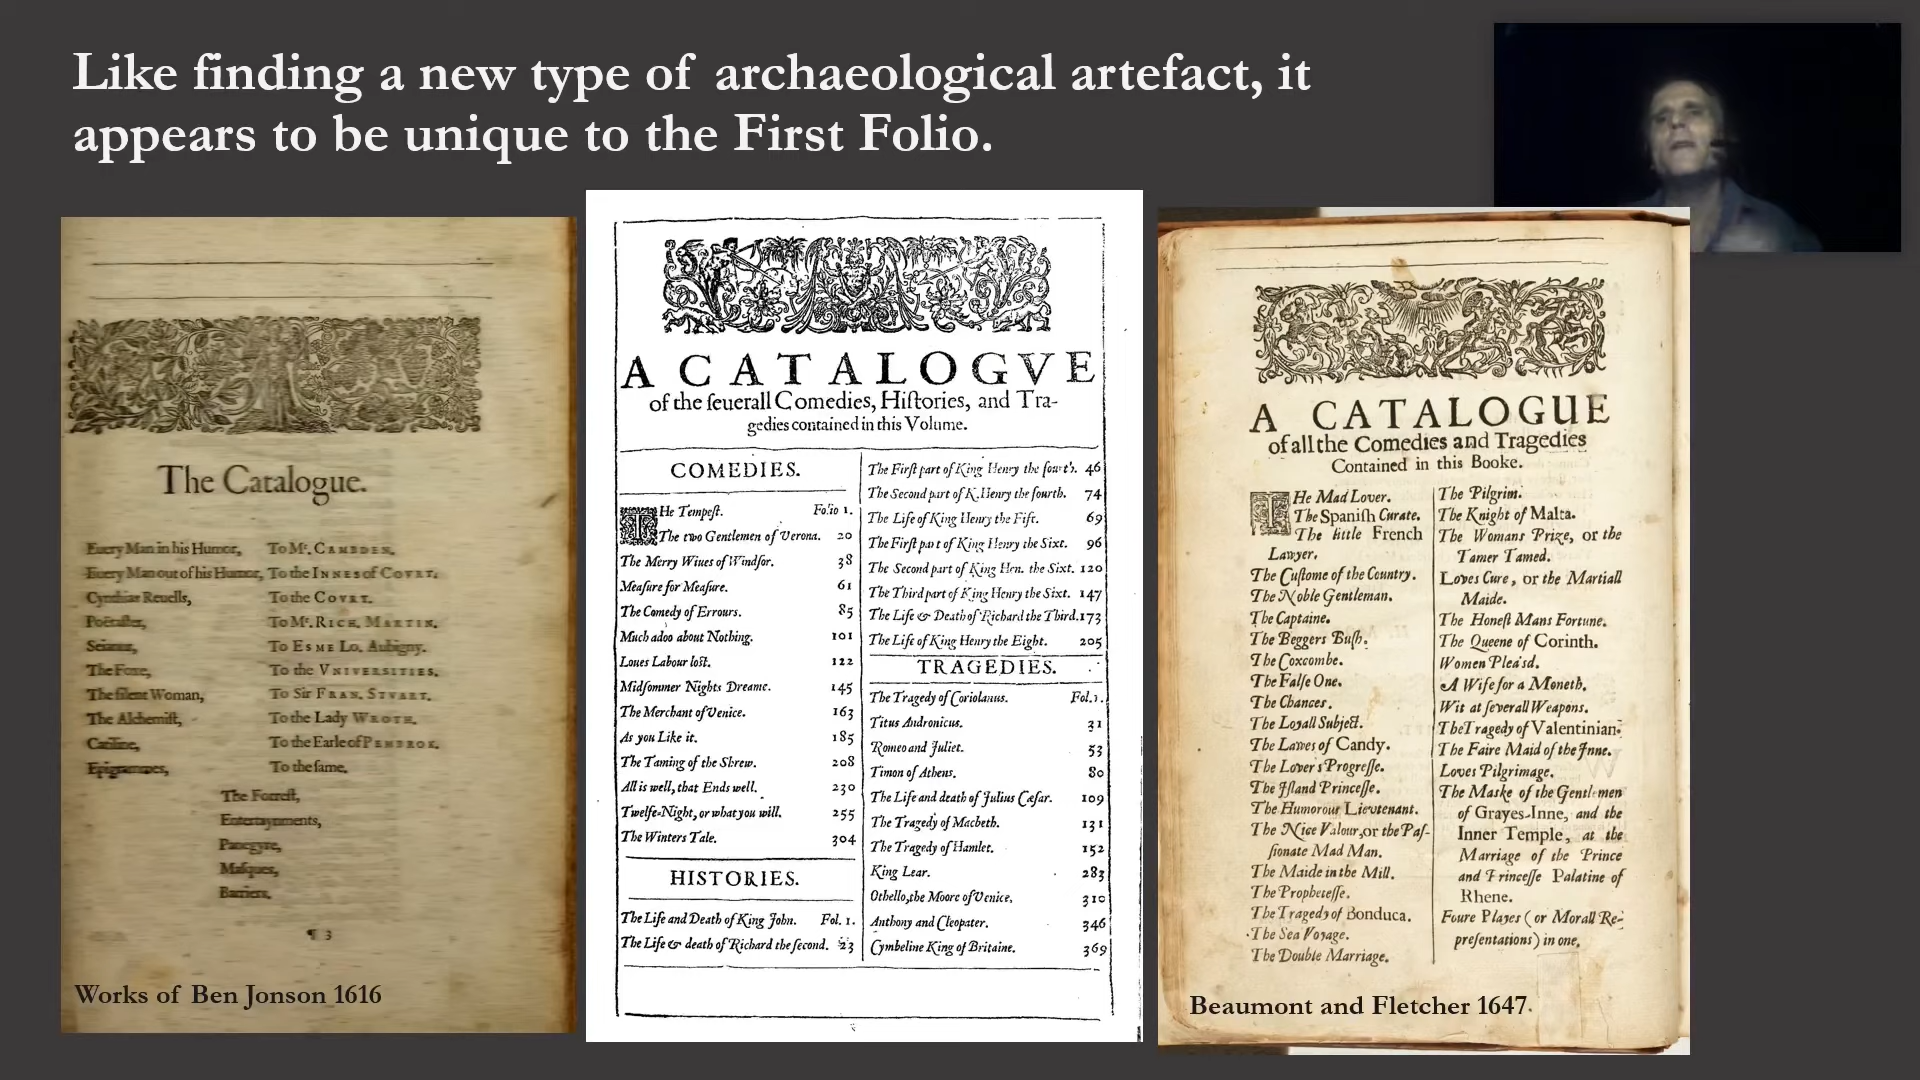 Like finding a new type of archaeological artefact, it
appears to be unique to the First Folio.
The Catalogue.
Euery Man in his Humor, To Mʳ. CAMBDEN.
Euery Man out of his Humor, To the INNES of COVRT.
Cynthias Reuells, To the COVRT.
Poëtaster, To Mʳ. RICH. MARTIN.
Seianus, To ESME Lo. Aubigny.
The Foxe, To the VNIVERSITIES.
The silent Woman, To Sir FRAN. STVART.
The Alchemist, To the Lady WROTH.
Catiline, To the Earle of PEMBROK.
Epigrammes, To the same.
The Forrest,
Entertaynments,
Panegyre,
Masques,
Barriers.
¶ 3
Works of Ben Jonson 1616
A CATALOGVE
of the seuerall Comedies, Histories, and Tra-
gedies contained in this Volume.
COMEDIES.
THe Tempest. Folio 1.
The two Gentlemen of Verona. 20
The Merry Wiues of Windsor. 38
Measure for Measure. 61
The Comedy of Errours. 85
Much adoo about Nothing. 101
Loues Labour lost. 122
Midsommer Nights Dreame. 145
The Merchant of Venice. 163
As you Like it. 185
The Taming of the Shrew. 208
All is well, that Ends well. 230
Twelfe-Night, or what you will. 255
The Winters Tale. 304
HISTORIES.
The Life and Death of King John. Fol. 1.
The Life & death of Richard the second. 23
The First part of King Henry the fourth. 46
The Second part of K. Henry the fourth. 74
The Life of King Henry the Fift. 69
The First part of King Henry the Sixt. 96
The Second part of King Hen. the Sixt. 120
The Third part of King Henry the Sixt. 147
The Life & Death of Richard the Third. 173
The Life of King Henry the Eight. 205
TRAGEDIES.
The Tragedy of Coriolanus. Fol. 1.
Titus Andronicus. 31
Romeo and Juliet. 53
Timon of Athens. 80
The Life and death of Julius Cæsar. 109
The Tragedy of Macbeth. 131
The Tragedy of Hamlet. 152
King Lear. 283
Othello, the Moore of Venice. 310
Anthony and Cleopater. 346
Cymbeline King of Britaine. 369
A CATALOGUE
of all the Comedies and Tragedies
Contained in this Booke.
THe Mad Lover.
The Spanish Curate.
The little French
Lawyer.
The Custome of the Country.
The Noble Gentleman.
The Captaine.
The Beggers Bush.
The Coxcombe.
The False One.
The Chances.
The Loyall Subject.
The Lawes of Candy.
The Lover's Progresse.
The Island Princesse.
The Humorour Lieutenant.
The Nice Valour, or the Pas-
sionate Mad Man.
The Maide in the Mill.
The Prophetesse.
The Tragedy of Bonduca.
The Sea Voyage.
The Double Marriage.
The Pilgrim.
The Knight of Malta.
The Womans Prize, or the
Tamer Tamed.
Loves Cure, or the Martiall
Maide.
The Honest Mans Fortune.
The Queene of Corinth.
Women Pleas'd.
A Wife for a Moneth.
Wit at severall Weapons.
The Tragedy of Valentinian.
The Faire Maid of the Inne.
Loves Pilgrimage.
The Maske of the Gentlemen
of Grayes-Inne, and the
Inner Temple, at the
Marriage of the Prince
and Princesse Palatine of
Rhene.
Foure Playes (or Morall Re-
presentations) in one.
Beaumont and Fletcher 1647